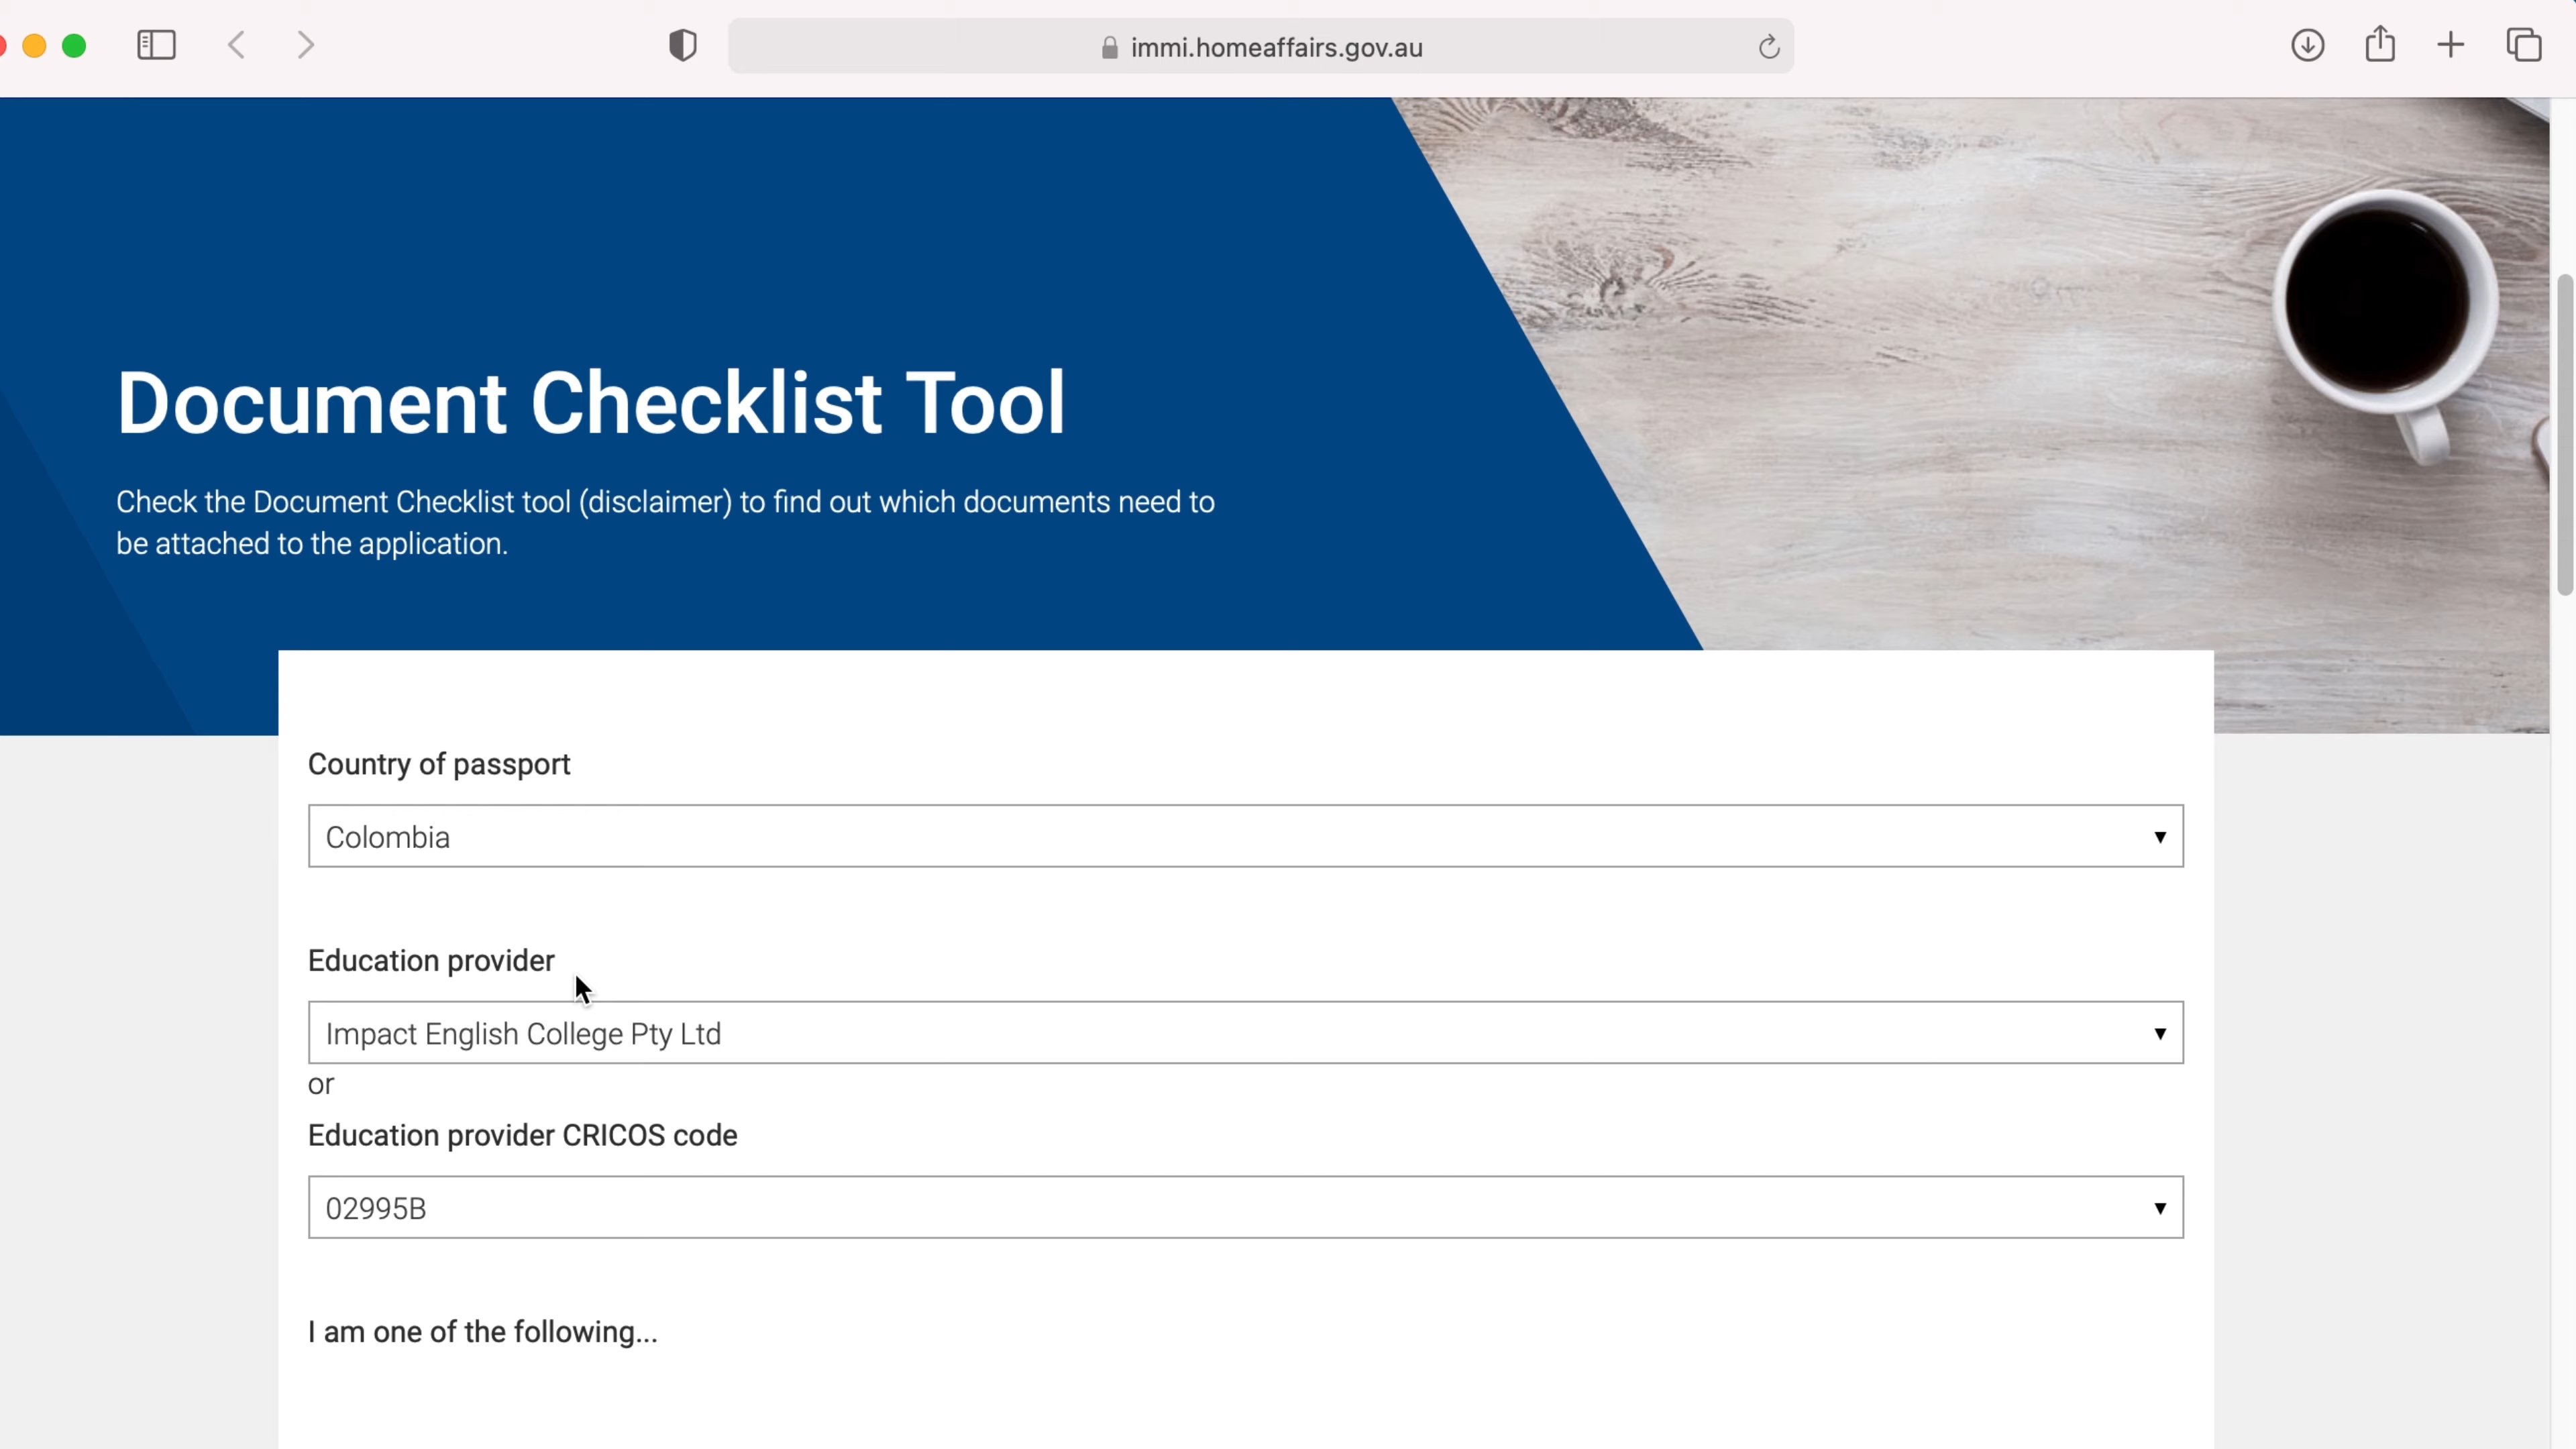 immi.homeaffairs.gov.au
Document Checklist Tool
Check the Document Checklist tool (disclaimer) to find out which documents need to
be attached to the application.
Country of passport
Colombia
Education provider
Impact English College Pty Ltd
or
Education provider CRICOS code
02995B
I am one of the following...